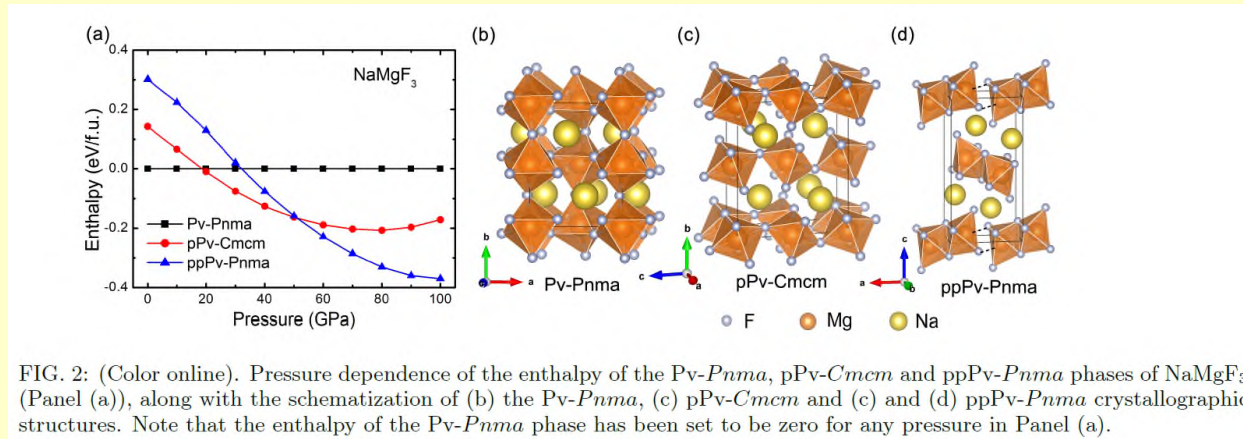 (a)
(b)
(c)
(d)
0.4
0.2
0.0
-0.2
-0.4
Enthalpy (eV/f.u.)
NaMgF3
Pv-Pnma
pPv-Cmcm
ppPv-Pnma
0 20 40 60 80 100
Pressure (GPa)
b
a
Pv-Pnma
b
c
a
pPv-Cmcm
c
a
b
ppPv-Pnma
F Mg Na
FIG. 2: (Color online). Pressure dependence of the enthalpy of the Pv-Pnma, pPv-Cmcm and ppPv-Pnma phases of NaMgF3
(Panel (a)), along with the schematization of (b) the Pv-Pnma, (c) pPv-Cmcm and (c) and (d) ppPv-Pnma crystallographic
structures. Note that the enthalpy of the Pv-Pnma phase has been set to be zero for any pressure in Panel (a).